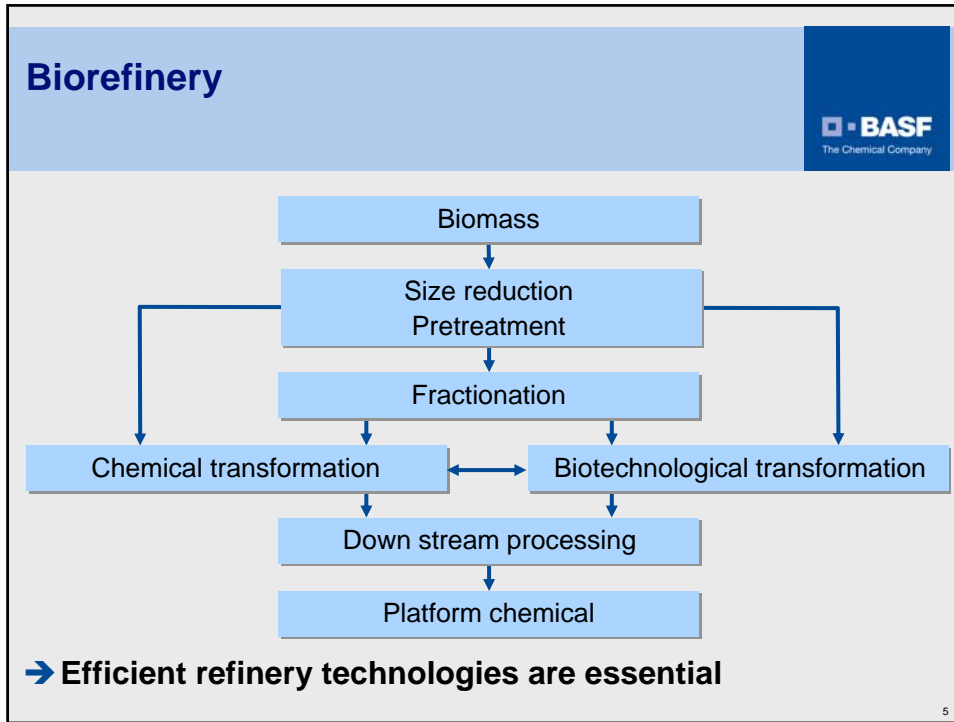 Biorefinery
BASF
The Chemical Company
Biomass
Size reduction
Pretreatment
Fractionation
Chemical transformation
Biotechnological transformation
Down stream processing
Platform chemical
Efficient refinery technologies are essential
5